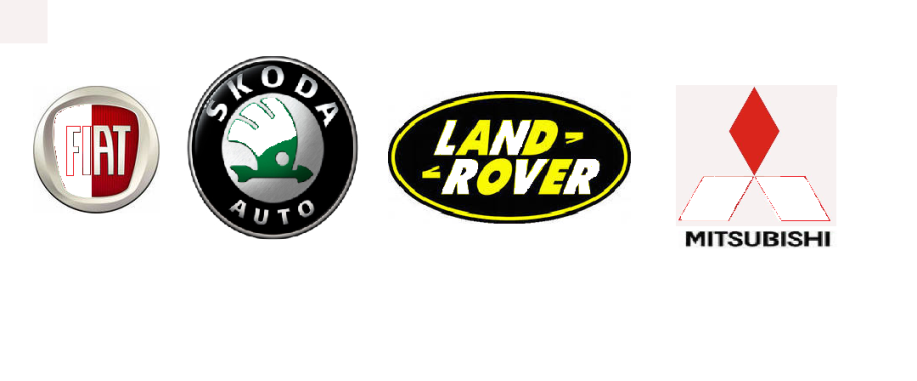 FIAT
SKODA
AUTO
LAND
ROVER
MITSUBISHI